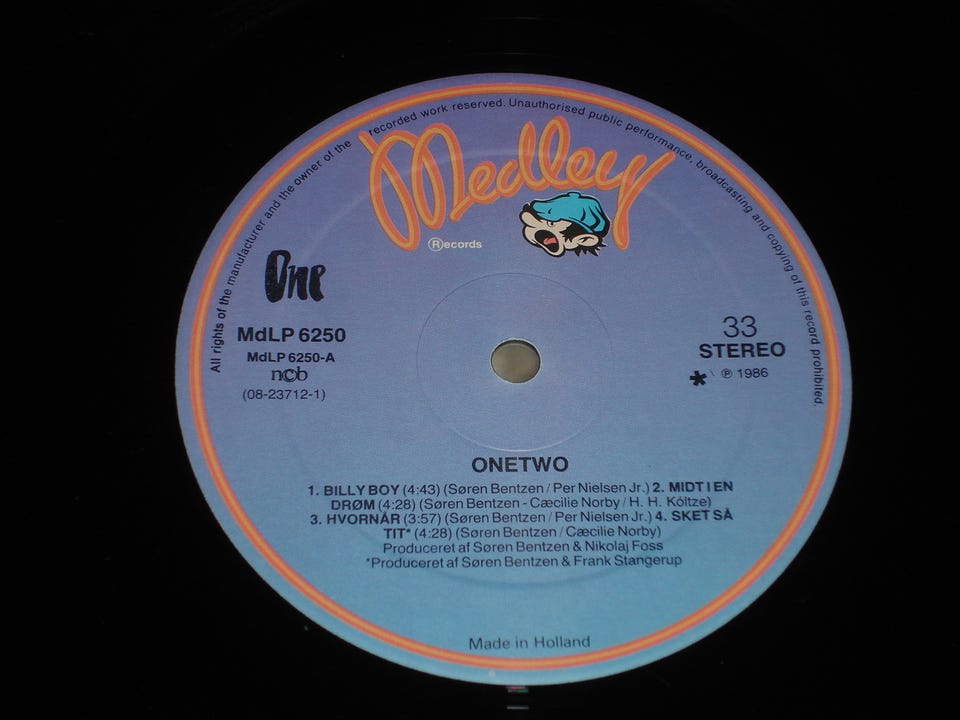 All rights of the manufacturer and the owner of the recorded work reserved. Unauthorised public performance, broadcasting and copying of this record prohibited.
Medley
Ⓡecords
One
MdLP 6250
MdLP 6250-A
n©b
(08-23712-1)
33
STEREO
* ℗ 1986
ONETWO
1. BILLY BOY (4:43) (Søren Bentzen / Per Nielsen Jr.) 2. MIDT I EN
DRØM (4:28) (Søren Bentzen - Cæcilie Norby / H. H. Költze)
3. HVORNÅR (3:57) (Søren Bentzen / Per Nielsen Jr.) 4. SKET SÅ
TIT* (4:28) (Søren Bentzen / Cæcilie Norby)
Produceret af Søren Bentzen & Nikolaj Foss
*Produceret af Søren Bentzen & Frank Stangerup
Made in Holland